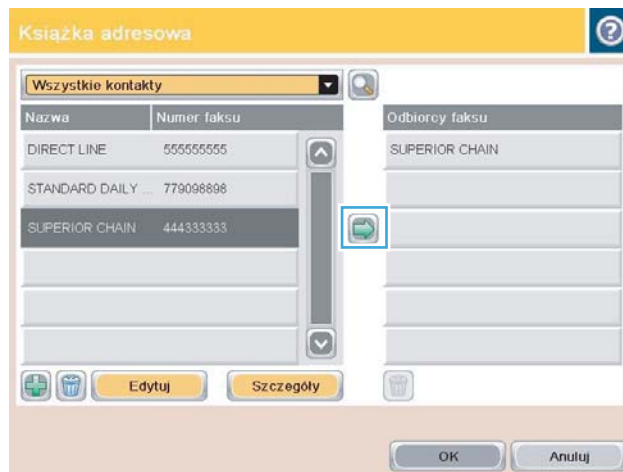 Książka adresowa
?
Wszystkie kontakty
Nazwa Numer faksu
Odbiorcy faksu
DIRECT LINE 555555555
SUPERIOR CHAIN
STANDARD DAILY ... 779098898
SUPERIOR CHAIN 444333333
Edytuj Szczegóły
OK Anuluj